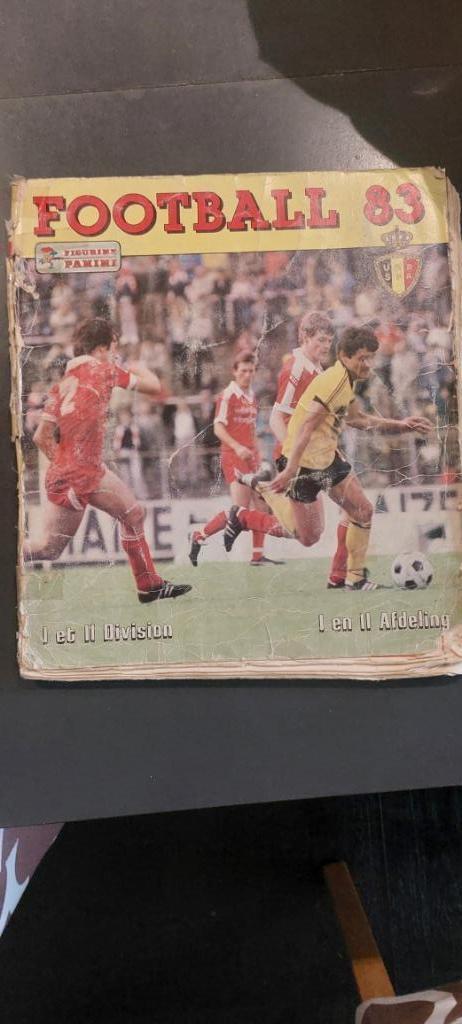 FOOTBALL 83
FIGURINE
PANINI
I et II Division
I en II Afdeling